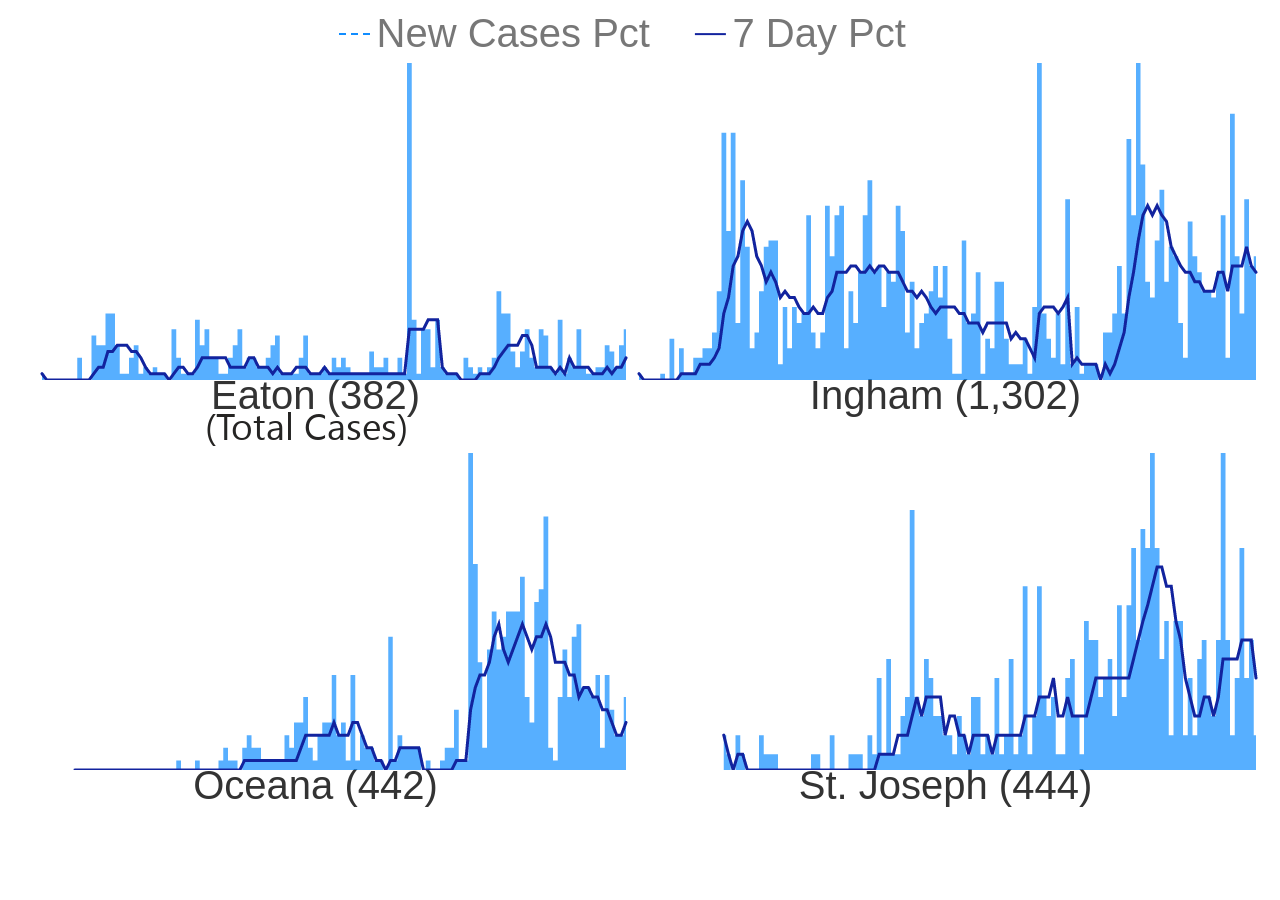 New Cases Pct 7 Day Pct
Eaton (382) Ingham (1,302)
(Total Cases)
Oceana (442) St. Joseph (444)